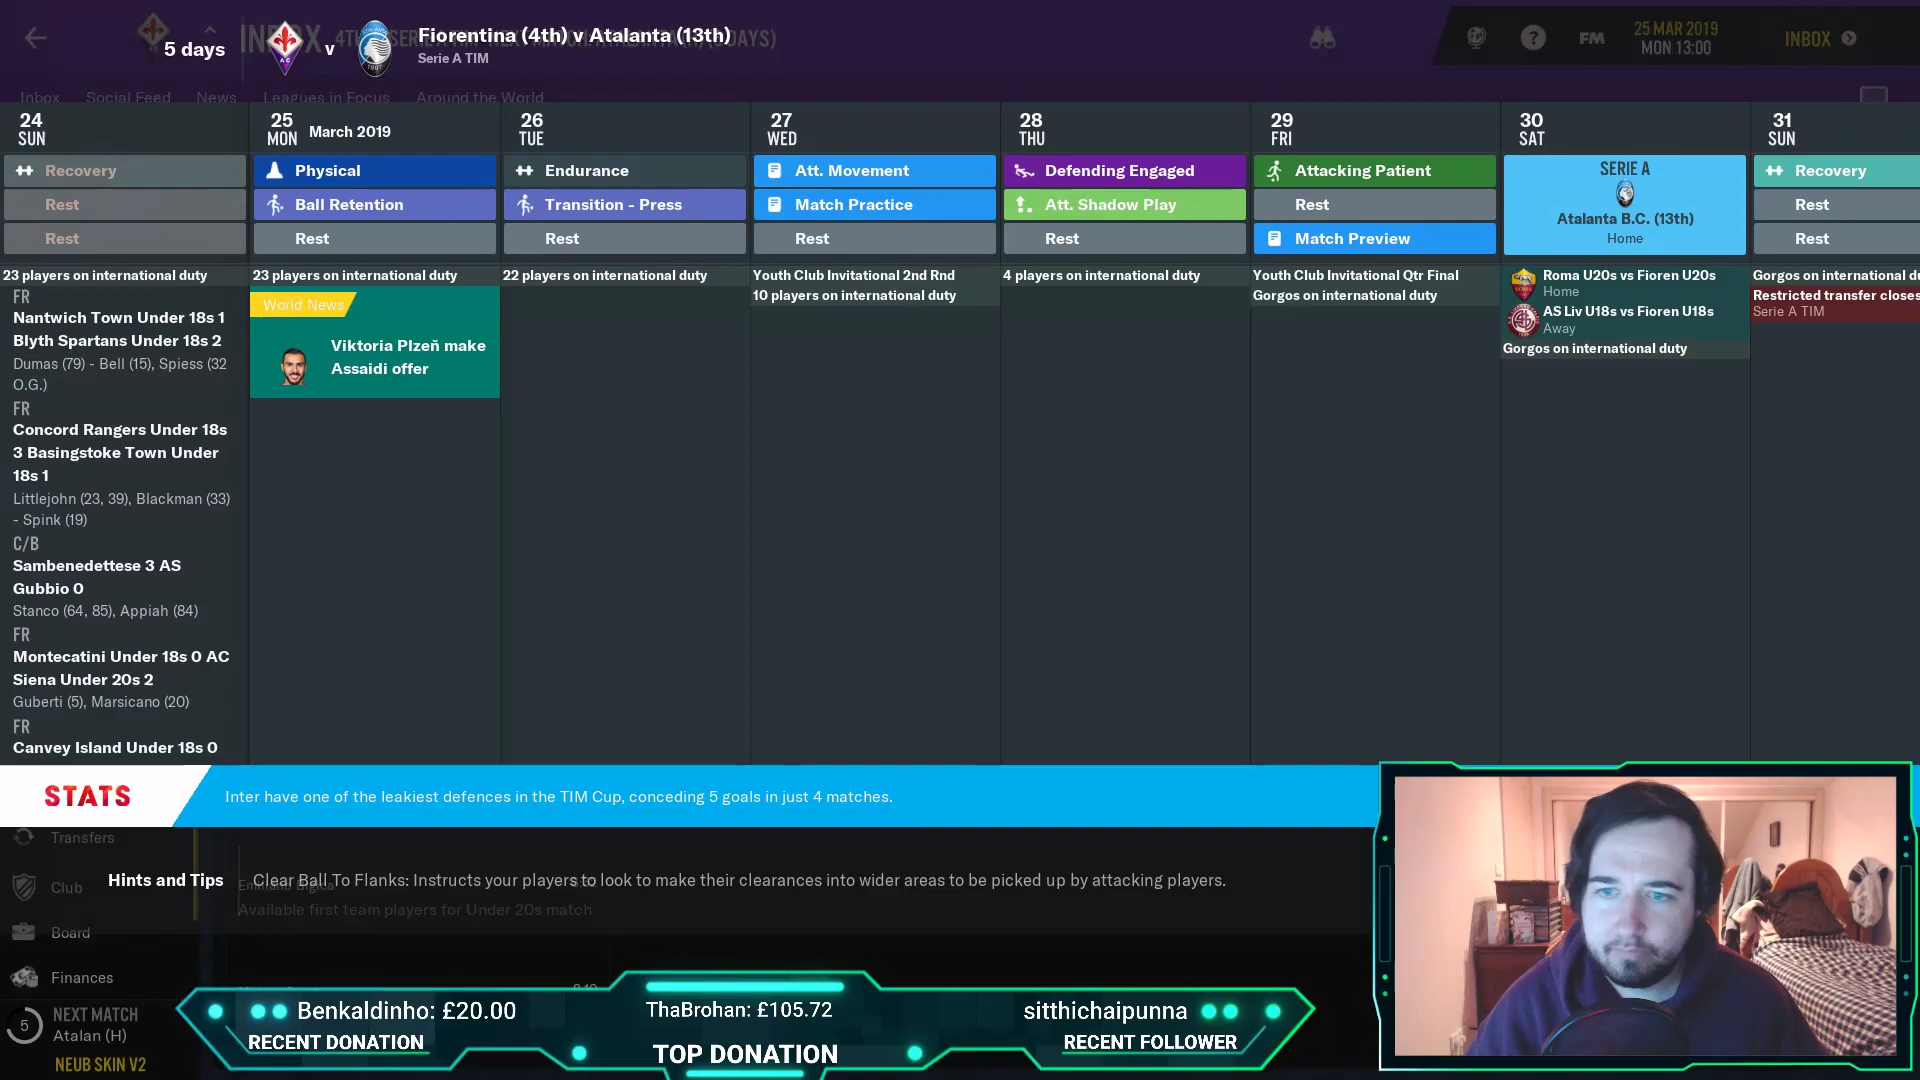 5 days
v
Fiorentina (4th) v Atalanta (13th)
Serie A TIM
25 MAR 2019
MON 13:00
FM
INBOX
Inbox Social Feed News Leagues in Focus Around the World
24
SUN
Recovery
Rest
Rest
23 players on international duty
FR
Nantwich Town Under 18s 1
Blyth Spartans Under 18s 2
Dumas (79) - Bell (15), Spiess (32
O.G.)
FR
Concord Rangers Under 18s
3 Basingstoke Town Under
18s 1
Littlejohn (23, 39), Blackman (33)
- Spink (19)
C/B
Sambenedettese 3 AS
Gubbio 0
Stanco (64, 85), Appiah (84)
FR
Montecatini Under 18s 0 AC
Siena Under 20s 2
Guberti (5), Marsicano (20)
FR
Canvey Island Under 18s 0
25
MON March 2019
Physical
Ball Retention
Rest
23 players on international duty
World News
Viktoria Plzeň make
Assaidi offer
26
TUE
Endurance
Transition - Press
Rest
22 players on international duty
27
WED
Att. Movement
Match Practice
Rest
Youth Club Invitational 2nd Rnd
10 players on international duty
28
THU
Defending Engaged
Att. Shadow Play
Rest
4 players on international duty
29
FRI
Attacking Patient
Rest
Match Preview
Youth Club Invitational Qtr Final
Gorgos on international duty
30
SAT
SERIE A
Atalanta B.C. (13th)
Home
Roma U20s vs Fioren U20s
Home
AS Liv U18s vs Fioren U18s
Away
Gorgos on international duty
31
SUN
Recovery
Rest
Rest
Gorgos on international du
Restricted transfer closes
Serie A TIM
STATS
Inter have one of the leakiest defences in the TIM Cup, conceding 5 goals in just 4 matches.
Transfers
Hints and Tips
Clear Ball To Flanks: Instructs your players to look to make their clearances into wider areas to be picked up by attacking players.
Club
Available first team players for Under 20s match
Board
Finances
NEXT MATCH
5
Atalan (H)
NEUB SKIN V2
Benkaldinho: £20.00
RECENT DONATION
ThaBrohan: £105.72
TOP DONATION
sitthichaipunna
RECENT FOLLOWER